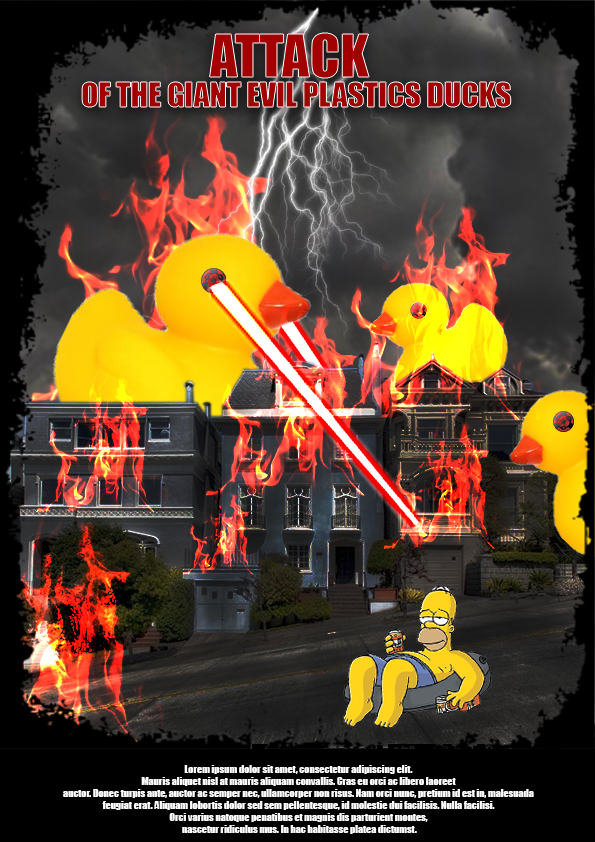 ATTACK
OF THE GIANT EVIL PLASTICS DUCKS
Lorem ipsum dolor sit amet, consectetur adipiscing elit.
Mauris aliquet nisl at mauris aliquam convallis. Cras eu orci ac libero laoreet
auctor. Donec turpis ante, auctor ac semper nec, ullamcorper non risus. Nam orci nunc, pretium id est in, malesuada
feugiat erat. Aliquam lobortis dolor sed sem pellentesque, id molestie dui facilisis. Nulla facilisi.
Orci varius natoque penatibus et magnis dis parturient montes,
nascetur ridiculus mus. In hac habitasse platea dictumst.